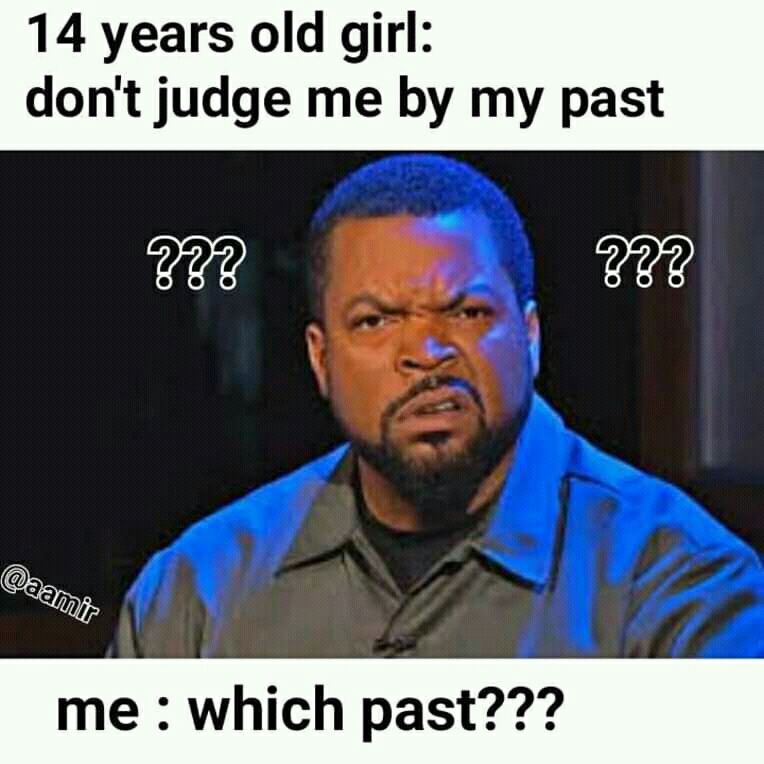 14 years old girl:
don't judge me by my past
??? ???
@aamir
me : which past???